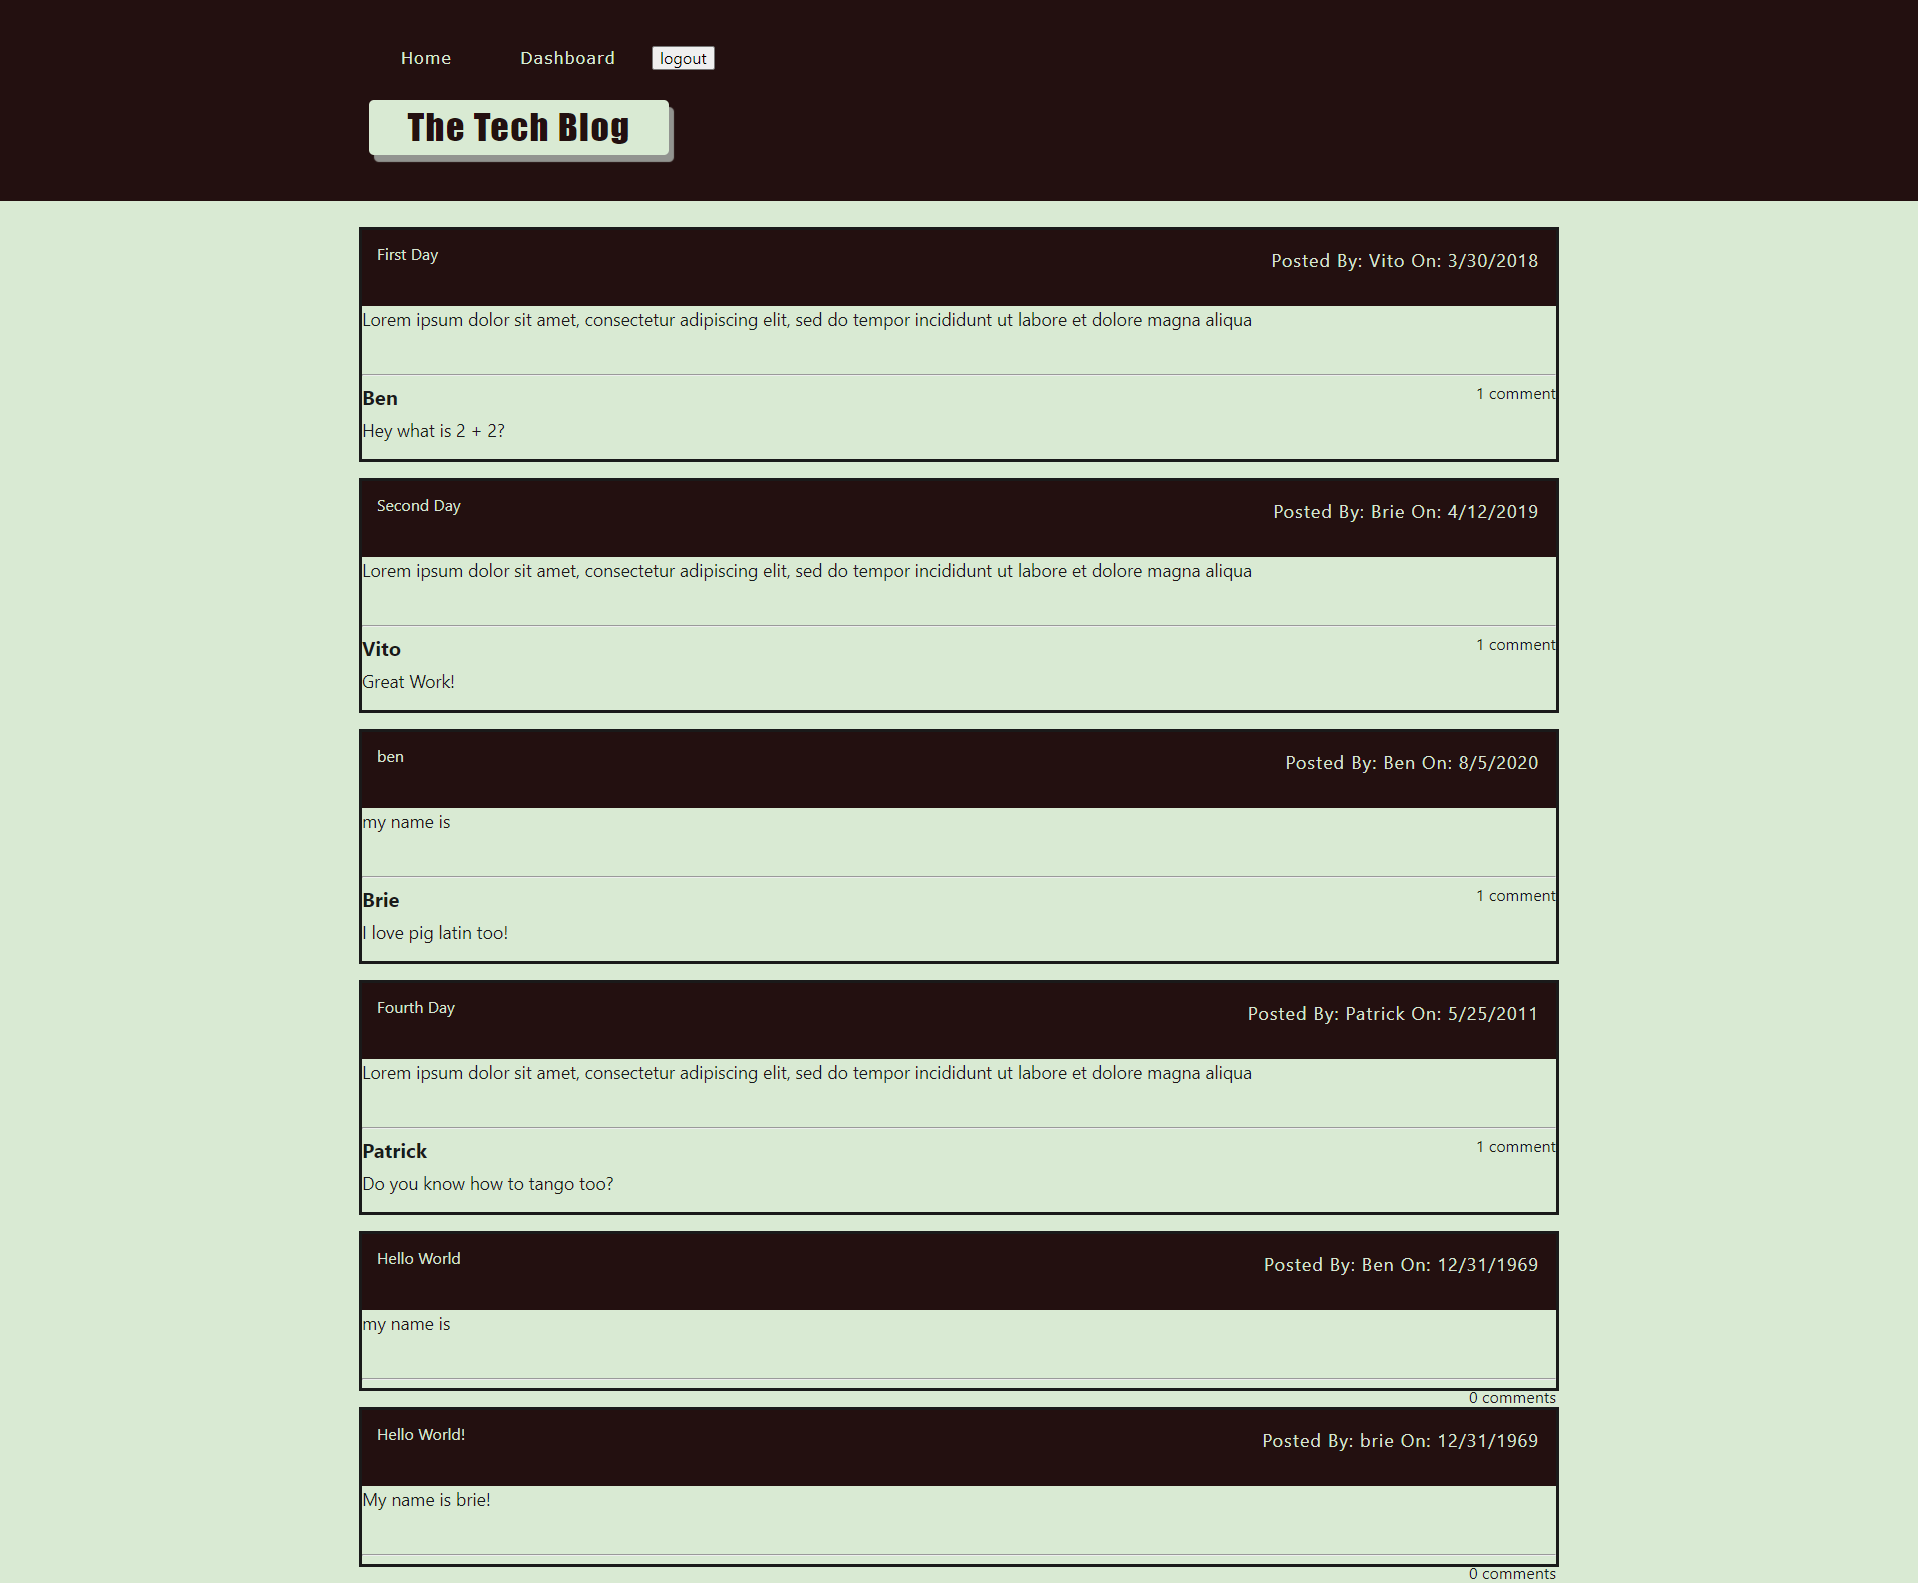 Home Dashboard logout
The Tech Blog
First Day Posted By: Vito On: 3/30/2018
Lorem ipsum dolor sit amet, consectetur adipiscing elit, sed do tempor incididunt ut labore et dolore magna aliqua
Ben 1 comment
Hey what is 2 + 2?
Second Day Posted By: Brie On: 4/12/2019
Lorem ipsum dolor sit amet, consectetur adipiscing elit, sed do tempor incididunt ut labore et dolore magna aliqua
Vito 1 comment
Great Work!
ben Posted By: Ben On: 8/5/2020
my name is
Brie 1 comment
I love pig latin too!
Fourth Day Posted By: Patrick On: 5/25/2011
Lorem ipsum dolor sit amet, consectetur adipiscing elit, sed do tempor incididunt ut labore et dolore magna aliqua
Patrick 1 comment
Do you know how to tango too?
Hello World Posted By: Ben On: 12/31/1969
my name is
0 comments
Hello World! Posted By: brie On: 12/31/1969
My name is brie!
0 comments